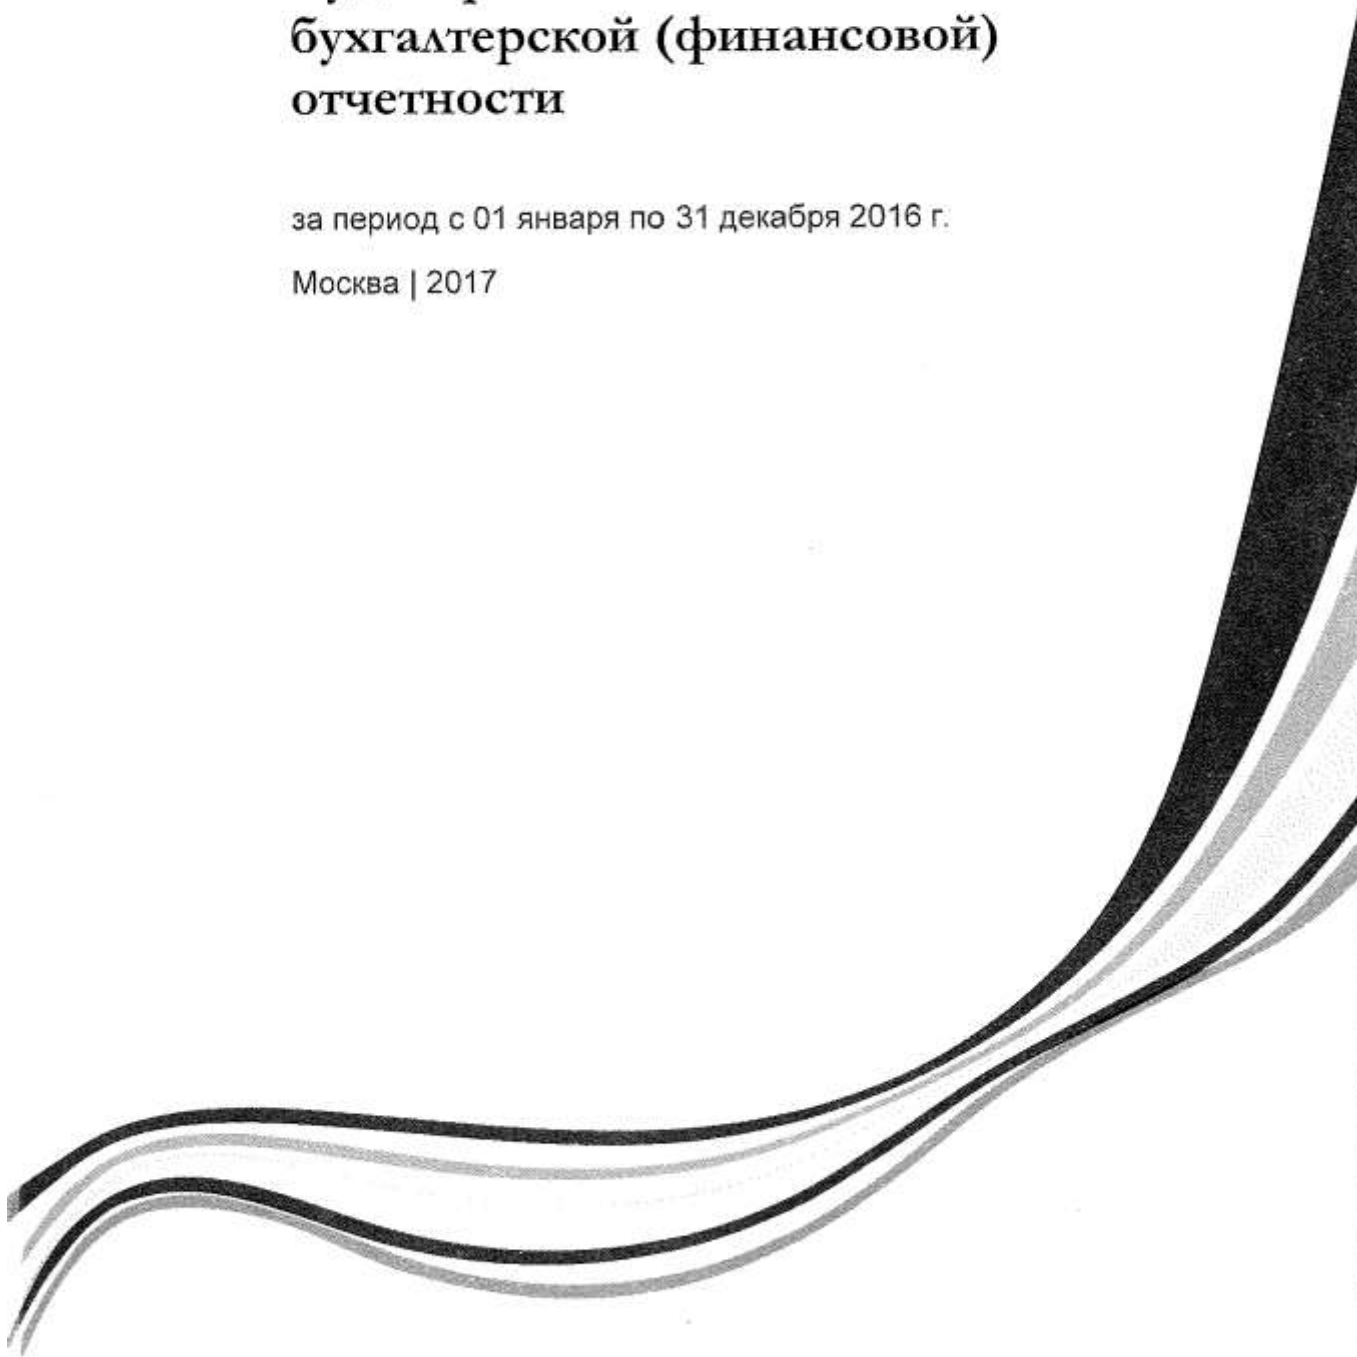 бухгалтерской (финансовой)
отчетности
за период с 01 января по 31 декабря 2016 г.
Москва | 2017